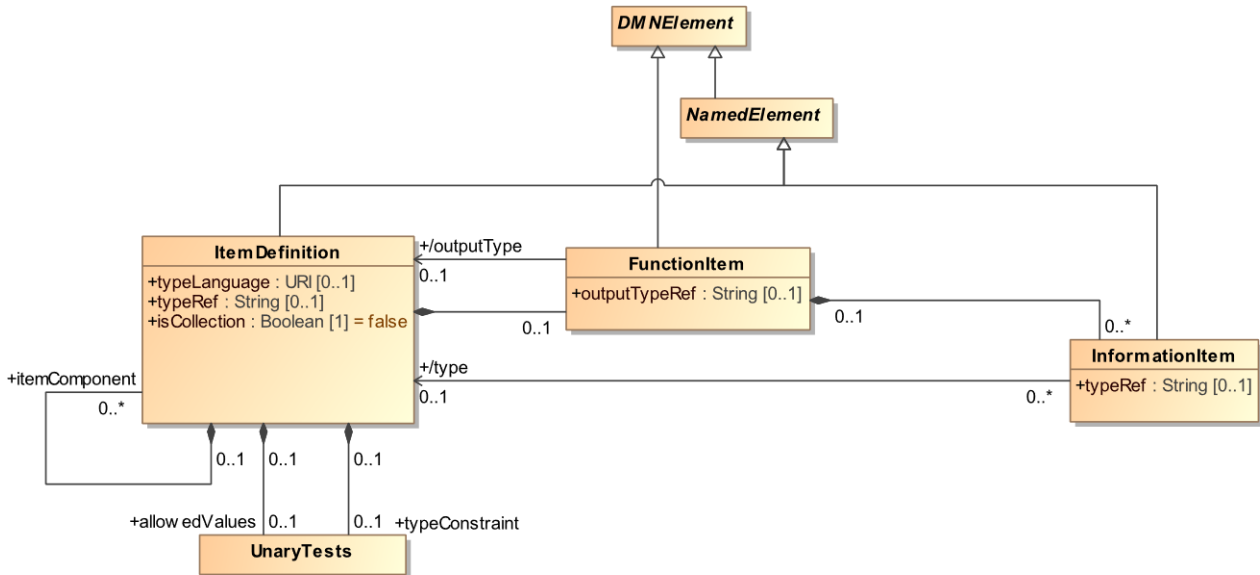 DMNElement
NamedElement
ItemDefinition
+typeLanguage : URI [0..1]
+typeRef : String [0..1]
+isCollection : Boolean [1] = false
+/outputType
0..1
FunctionItem
+outputTypeRef : String [0..1]
0..1
0..1
0..*
InformationItem
+typeRef : String [0..1]
+/type
0..1
0..*
+itemComponent
0..*
0..1
0..1
0..1
+allowedValues
0..1
0..1
+typeConstraint
UnaryTests